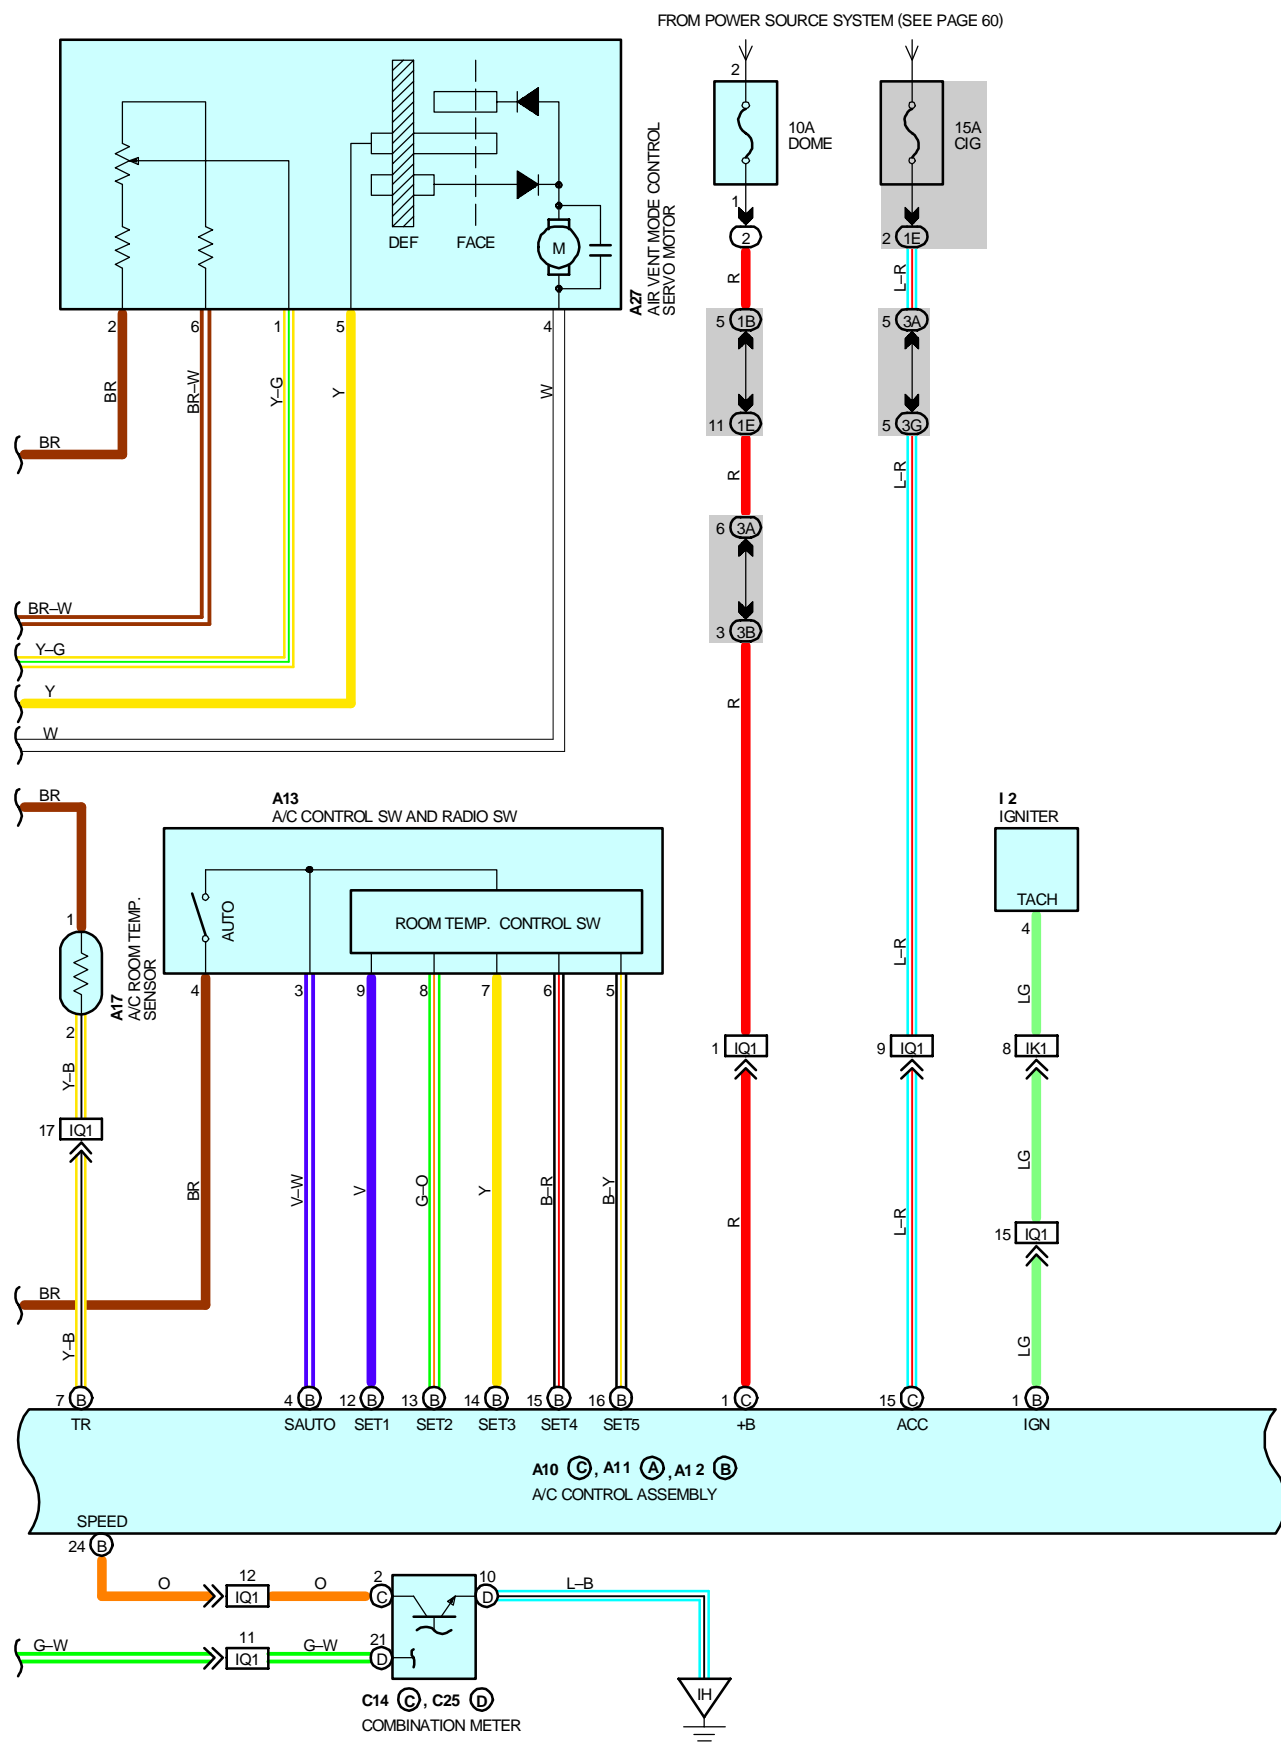 FROM POWER SOURCE SYSTEM (SEE PAGE 60)
2
10A
DOME
15A
CIG
DEF
FACE
M
A27
AIR VENT MODE CONTROL
SERVO MOTOR
1
2
2
1E
R
L–R
2
6
1
5
4
5
1B
5
3A
BR
BR–W
Y–G
Y
W
11
1E
5
3G
BR
R
L–R
6
3A
BR–W
3
3B
Y–G
Y
R
W
BR
A13
A/C CONTROL SW AND RADIO SW
I 2
IGNITER
TACH
1
AUTO
ROOM TEMP. CONTROL SW
4
A17
A/C ROOM TEMP.
SENSOR
2
4
3
9
8
7
6
5
L–R
LG
Y–B
1
IQ1
9
IQ1
8
IK1
17
IQ1
BR
V–W
V
G–O
Y
B–R
B–Y
R
L–R
LG
15
IQ1
BR
Y–B
LG
7
B
4
B
12
B
13
B
14
B
15
B
16
B
1
C
15
C
1
B
TR
SAUTO
SET1
SET2
SET3
SET4
SET5
+B
ACC
IGN
A10 C , A11 A , A12 B
A/C CONTROL ASSEMBLY
SPEED
24
B
O
12
IQ1
O
2
C
10
D
L–B
G–W
11
IQ1
G–W
21
D
IH
C14 C , C25 D
COMBINATION METER